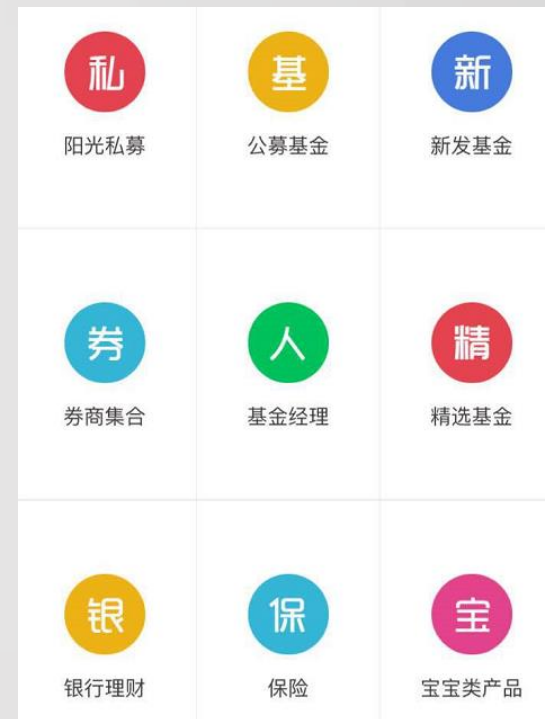 私 基 新
阳光私募 公募基金 新发基金
券 人 精
券商集合 基金经理 精选基金
银 保 宝
银行理财 保险 宝宝类产品